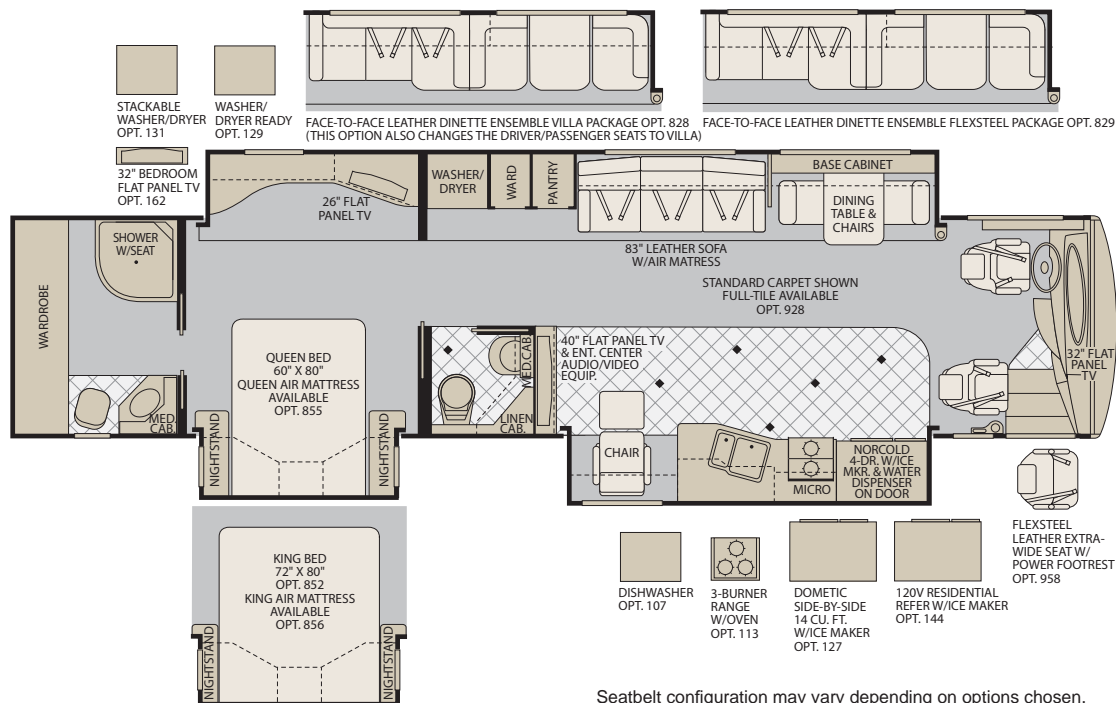 STACKABLE
WASHER/DRYER
OPT. 131
WASHER/
DRYER READY
OPT. 129
FACE-TO-FACE LEATHER DINETTE ENSEMBLE VILLA PACKAGE OPT. 828
(THIS OPTION ALSO CHANGES THE DRIVER/PASSENGER SEATS TO VILLA)
FACE-TO-FACE LEATHER DINETTE ENSEMBLE FLEXSTEEL PACKAGE OPT. 829
32" BEDROOM
FLAT PANEL TV
OPT. 162
26" FLAT
PANEL TV
WASHER/
DRYER
WARD
PANTRY
BASE CABINET
DINING
TABLE &
CHAIRS
SHOWER
W/SEAT
83" LEATHER SOFA
W/AIR MATRESS
STANDARD CARPET SHOWN
FULL-TILE AVAILABLE
OPT. 928
WARDROBE
QUEEN BED
60" X 80"
QUEEN AIR MATTRESS
AVAILABLE
OPT. 855
MED.
CAB.
NIGHTSTAND
NIGHTSTAND
MED.CAB.
LINEN
CAB.
40" FLAT PANEL TV
& ENT. CENTER
AUDIO/VIDEO
EQUIP.
32" FLAT
PANEL
TV
CHAIR
MICRO
NORCOLD
4-DR. W/ICE
MKR. & WATER
DISPENSER
ON DOOR
FLEXSTEEL
LEATHER EXTRA-
WIDE SEAT W/
POWER FOOTREST
OPT. 958
KING BED
72" X 80"
OPT. 852
KING AIR MATTRESS
AVAILABLE
OPT. 856
NIGHTSTAND
NIGHTSTAND
DISHWASHER
OPT. 107
3-BURNER
RANGE
W/OVEN
OPT. 113
DOMETIC
SIDE-BY-SIDE
14 CU. FT.
W/ICE MAKER
OPT. 127
120V RESIDENTIAL
REFER W/ICE MAKER
OPT. 144
Seatbelt configuration may vary depending on options chosen.